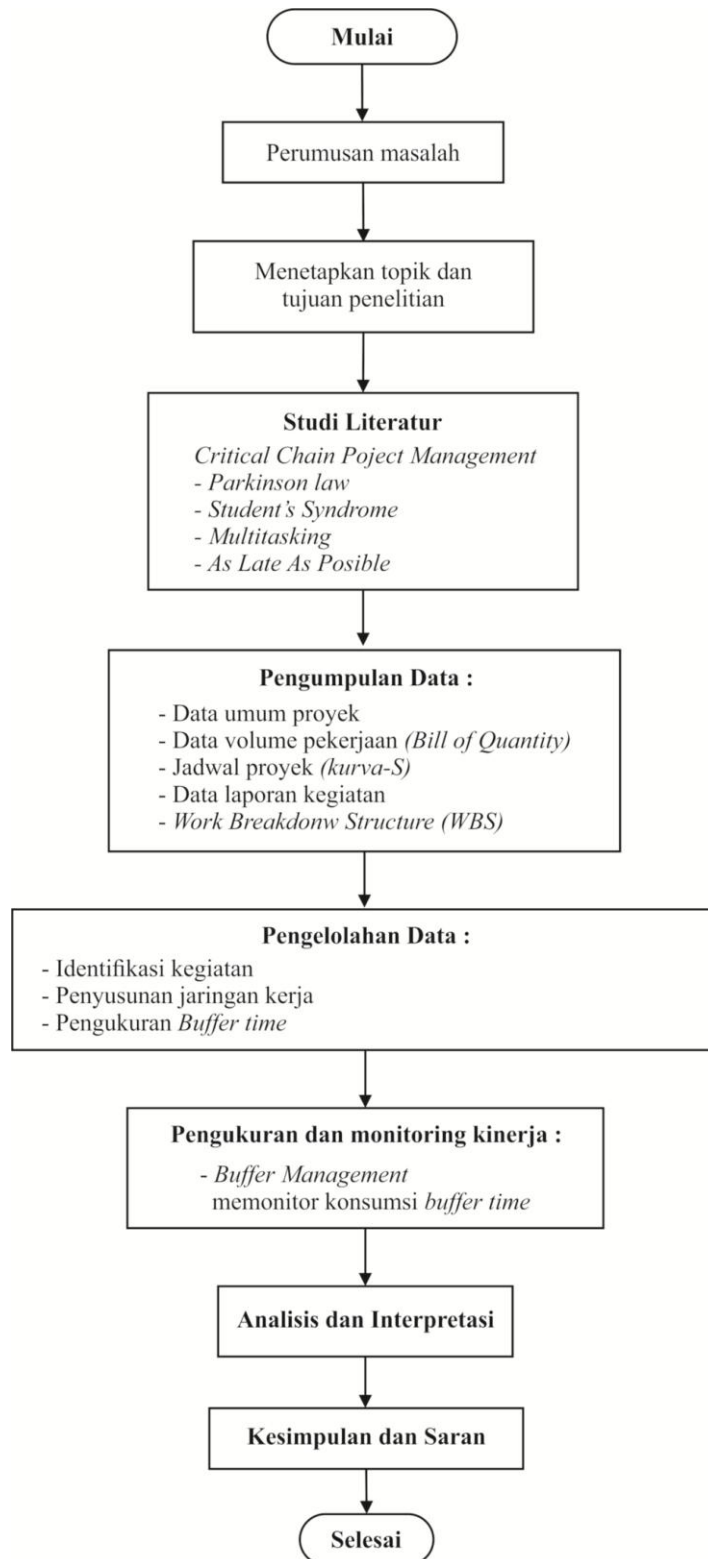 Mulai
Perumusan masalah
Menetapkan topik dan
tujuan penelitian
Studi Literatur
Critical Chain Poject Management
- Parkinson law
- Student’s Syndrome
- Multitasking
- As Late As Posible
Pengumpulan Data :
- Data umum proyek
- Data volume pekerjaan (Bill of Quantity)
- Jadwal proyek (kurva-S)
- Data laporan kegiatan
- Work Breakdonw Structure (WBS)
Pengelolahan Data :
- Identifikasi kegiatan
- Penyusunan jaringan kerja
- Pengukuran Buffer time
Pengukuran dan monitoring kinerja :
- Buffer Management
memonitor konsumsi buffer time
Analisis dan Interpretasi
Kesimpulan dan Saran
Selesai